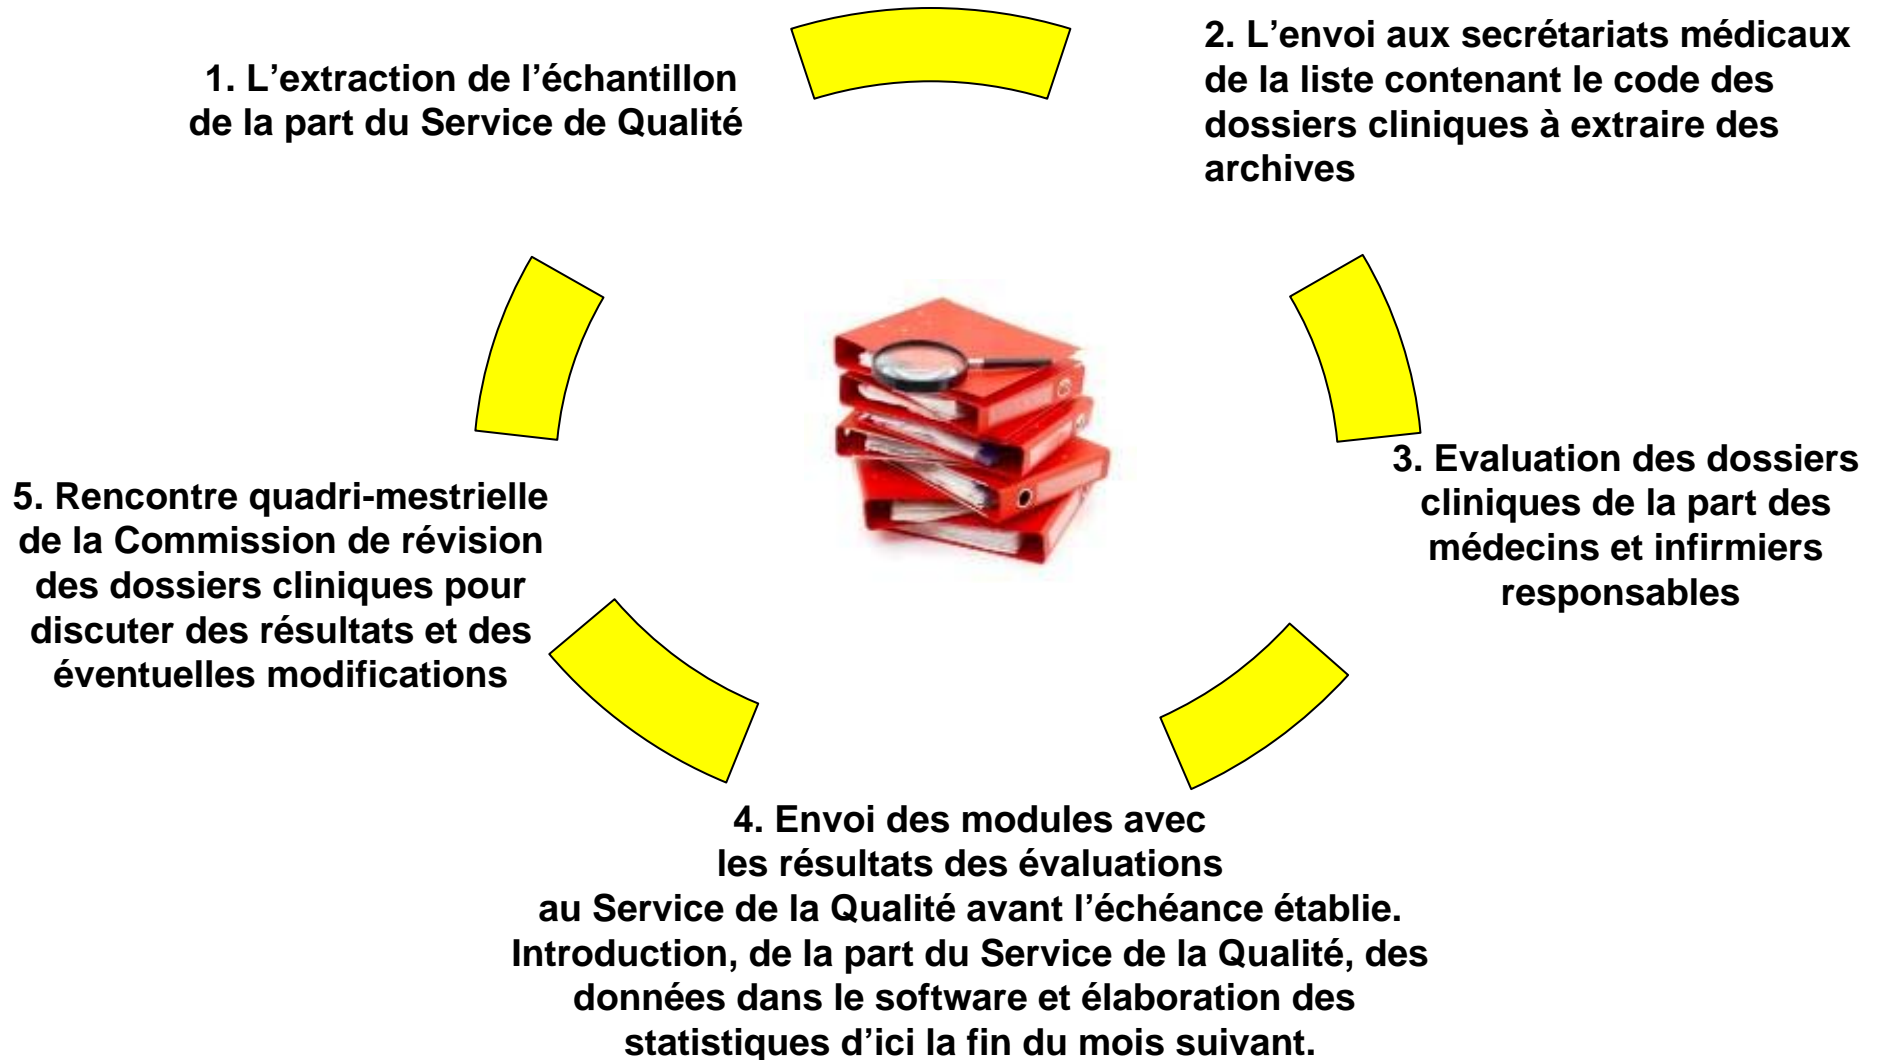 1. L’extraction de l’échantillon
de la part du Service de Qualité
2. L’envoi aux secrétariats médicaux
de la liste contenant le code des
dossiers cliniques à extraire des
archives
3. Evaluation des dossiers
cliniques de la part des
médecins et infirmiers
responsables
4. Envoi des modules avec
les résultats des évaluations
au Service de la Qualité avant l’échéance établie.
Introduction, de la part du Service de la Qualité, des
données dans le software et élaboration des
statistiques d’ici la fin du mois suivant.
5. Rencontre quadri-mestrielle
de la Commission de révision
des dossiers cliniques pour
discuter des résultats et des
éventuelles modifications